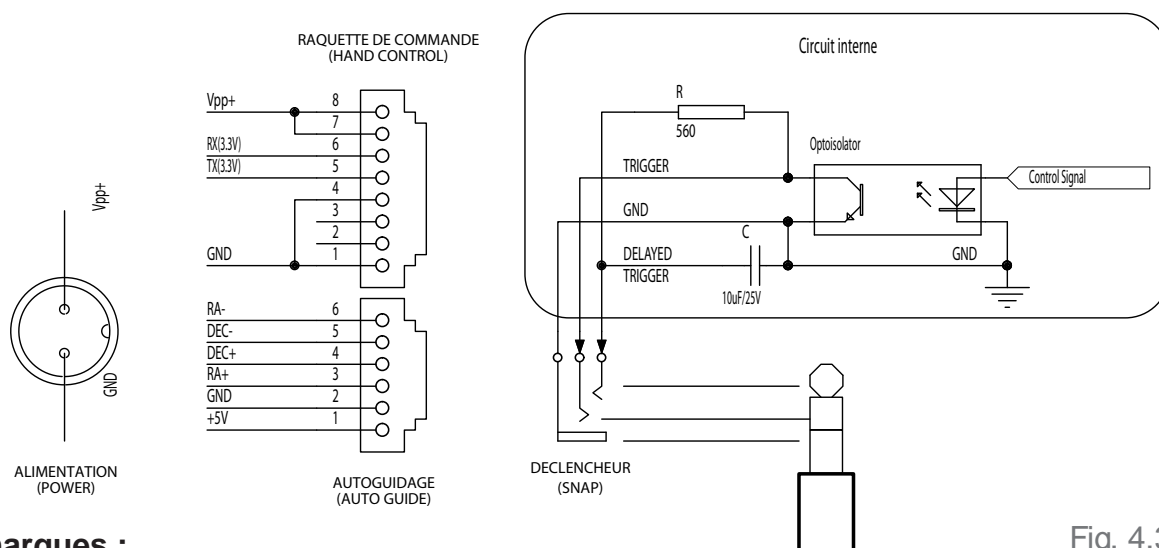 RAQUETTE DE COMMANDE
(HAND CONTROL)
Vpp+ 8
7
RX(3.3V) 6
TX(3.3V) 5
4
3
2
GND 1
RA- 6
DEC- 5
DEC+ 4
RA+ 3
GND 2
+5V 1
AUTOGUIDAGE
(AUTO GUIDE)
Vpp+
GND
ALIMENTATION
(POWER)
Circuit interne
R
560
Optoisolator
TRIGGER
Control Signal
GND
C
DELAYED
TRIGGER
GND
10uF/25V
DECLENCHEUR
(SNAP)
Fig. 4.3